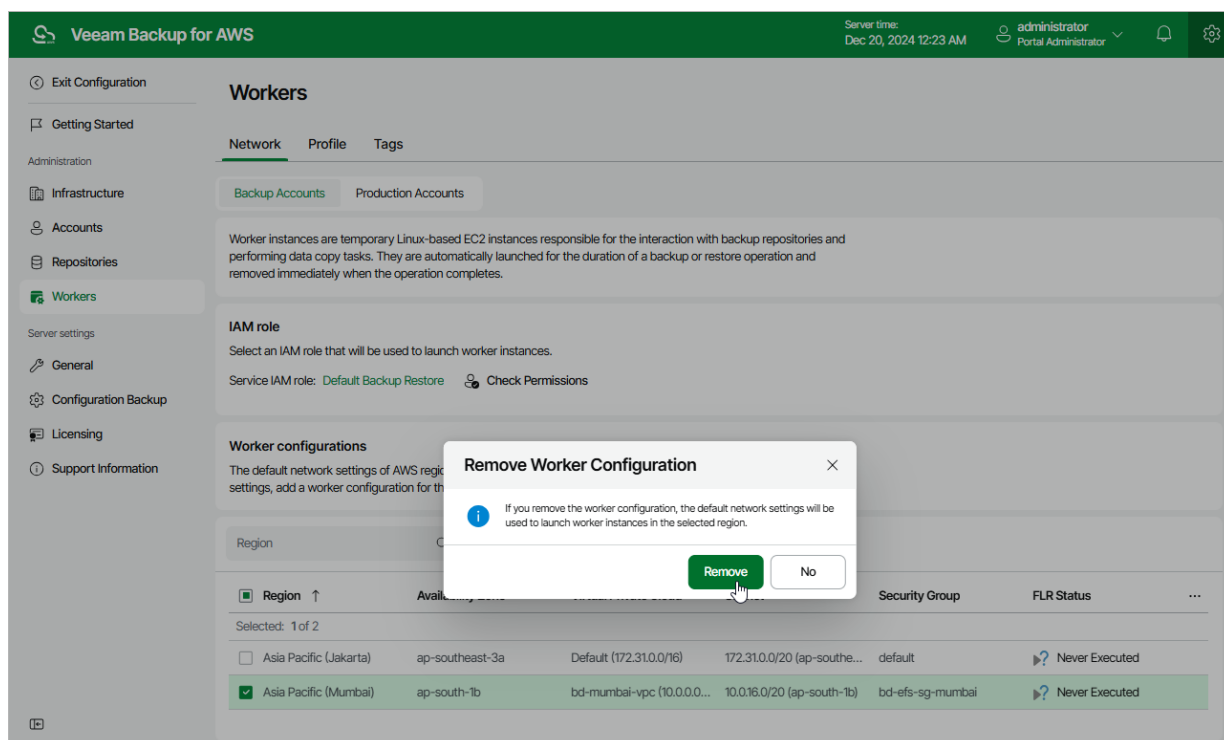 Veeam Backup for AWS
Server time:
Dec 20, 2024 12:23 AM
administrator
Portal Administrator
Exit Configuration
Getting Started
Administration
Infrastructure
Accounts
Repositories
Workers
Server settings
General
Configuration Backup
Licensing
Support Information
Workers
Network Profile Tags
Backup Accounts Production Accounts
Worker instances are temporary Linux-based EC2 instances responsible for the interaction with backup repositories and
performing data copy tasks. They are automatically launched for the duration of a backup or restore operation and
removed immediately when the operation completes.
IAM role
Select an IAM role that will be used to launch worker instances.
Service IAM role: Default Backup Restore Check Permissions
Worker configurations
The default network settings of AWS regio
settings, add a worker configuration for th
Remove Worker Configuration
If you remove the worker configuration, the default network settings will be
used to launch worker instances in the selected region.
Remove No
Region
Region ↑ Security Group FLR Status ...
Selected: 1 of 2
Asia Pacific (Jakarta) ap-southeast-3a Default (172.31.0.0/16) 172.31.0.0/20 (ap-southe... default Never Executed
Asia Pacific (Mumbai) ap-south-1b bd-mumbai-vpc (10.0.0.0... 10.0.16.0/20 (ap-south-1b) bd-efs-sg-mumbai Never Executed